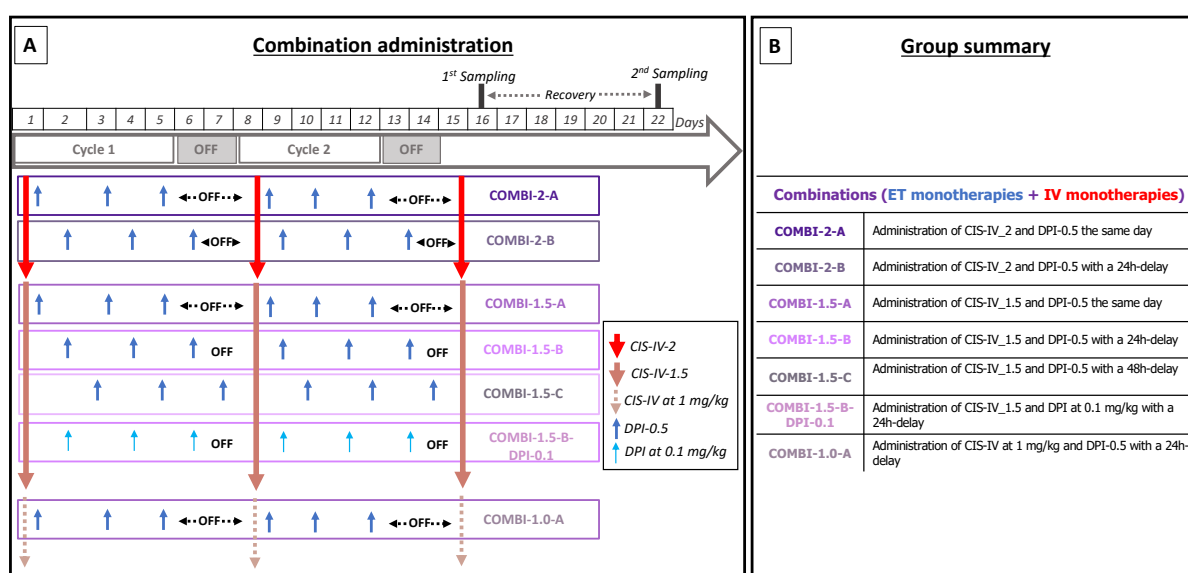 A
Combination administration
1st Sampling
2nd Sampling
Recovery
1 2 3 4 5 6 7 8 9 10 11 12 13 14 15 16 17 18 19 20 21 22 Days
Cycle 1 OFF Cycle 2 OFF
OFF OFF COMBI-2-A
OFF OFF COMBI-2-B
OFF OFF COMBI-1.5-A
OFF OFF COMBI-1.5-B
COMBI-1.5-C
OFF OFF COMBI-1.5-B-
DPI-0.1
OFF OFF COMBI-1.0-A
CIS-IV-2
CIS-IV-1.5
CIS-IV at 1 mg/kg
DPI-0.5
DPI at 0.1 mg/kg
B
Group summary
Combinations (ET monotherapies + IV monotherapies)
COMBI-2-A Administration of CIS-IV_2 and DPI-0.5 the same day
COMBI-2-B Administration of CIS-IV_2 and DPI-0.5 with a 24h-delay
COMBI-1.5-A Administration of CIS-IV_1.5 and DPI-0.5 the same day
COMBI-1.5-B Administration of CIS-IV_1.5 and DPI-0.5 with a 24h-delay
COMBI-1.5-C Administration of CIS-IV_1.5 and DPI-0.5 with a 48h-delay
COMBI-1.5-B- Administration of CIS-IV_1.5 and DPI at 0.1 mg/kg with a
DPI-0.1 24h-delay
COMBI-1.0-A Administration of CIS-IV at 1 mg/kg and DPI-0.5 with a 24h-
delay